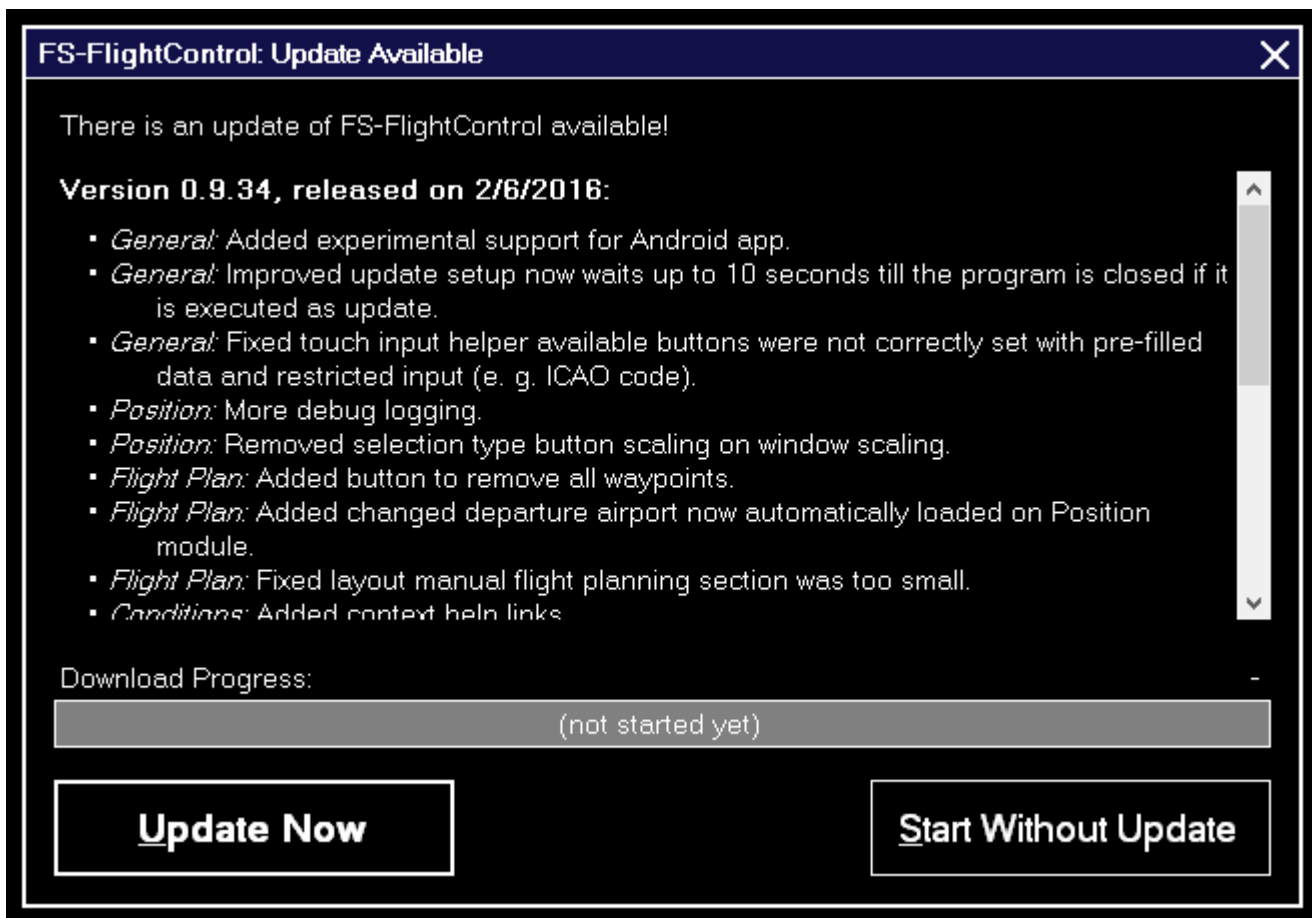 FS-FlightControl: Update Available
There is an update of FS-FlightControl available!
Version 0.9.34, released on 2/6/2016:
▪ General: Added experimental support for Android app.
▪ General: Improved update setup now waits up to 10 seconds till the program is closed if it
is executed as update.
▪ General: Fixed touch input helper available buttons were not correctly set with pre-filled
data and restricted input (e. g. ICAO code).
▪ Position: More debug logging.
▪ Position: Removed selection type button scaling on window scaling.
▪ Flight Plan: Added button to remove all waypoints.
▪ Flight Plan: Added changed departure airport now automatically loaded on Position
module.
▪ Flight Plan: Fixed layout manual flight planning section was too small.
▪ Conditions: Added context help links
Download Progress: -
(not started yet)
Update Now
Start Without Update